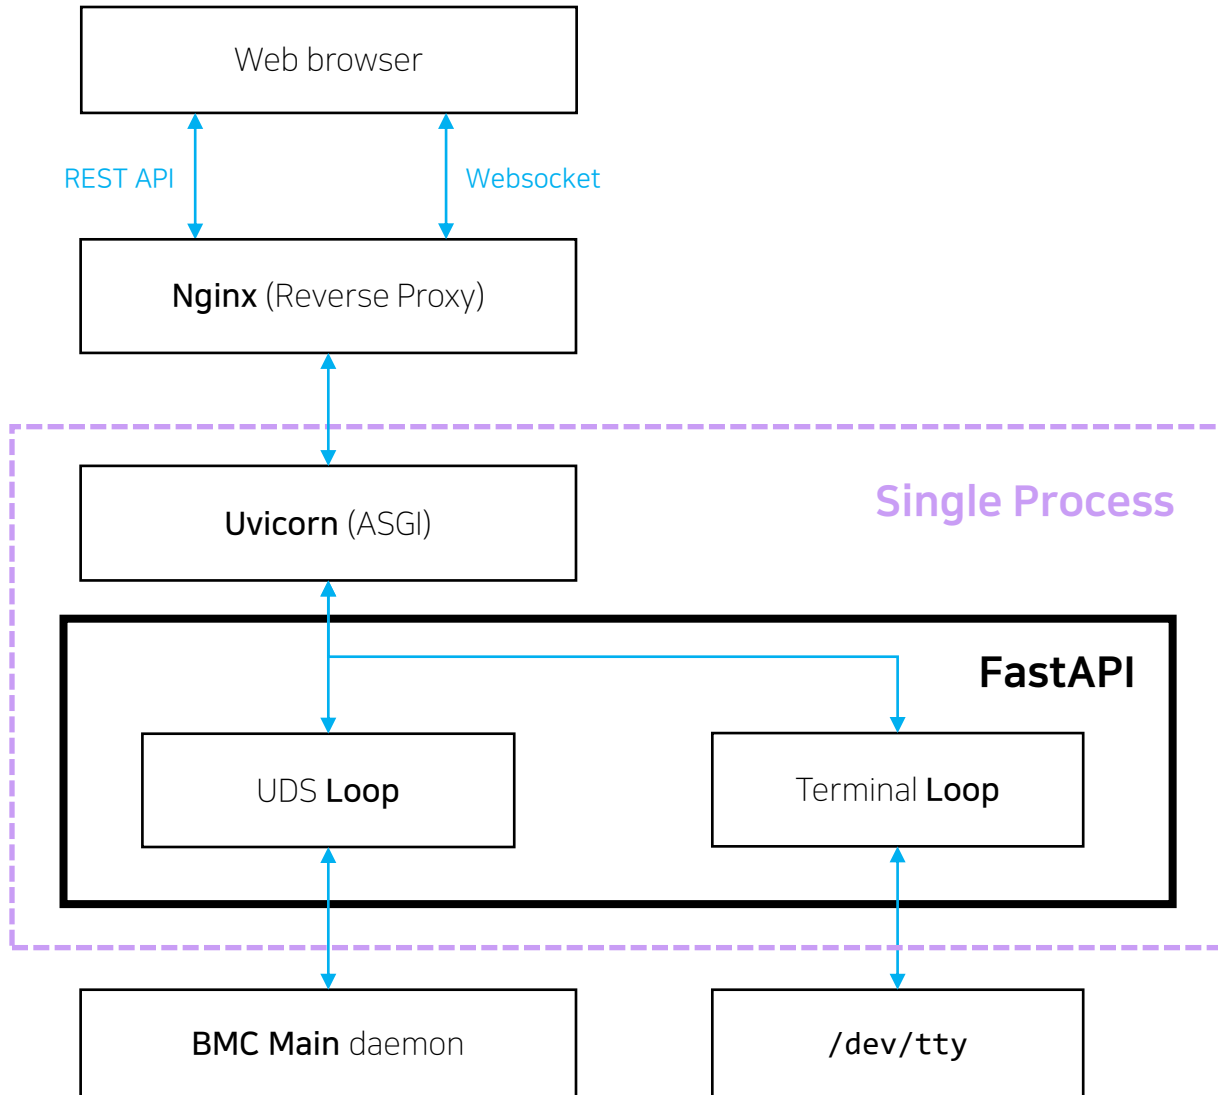 Web browser
REST API
Websocket
Nginx (Reverse Proxy)
Uvicorn (ASGI)
Single Process
FastAPI
UDS Loop
Terminal Loop
BMC Main daemon
/dev/tty